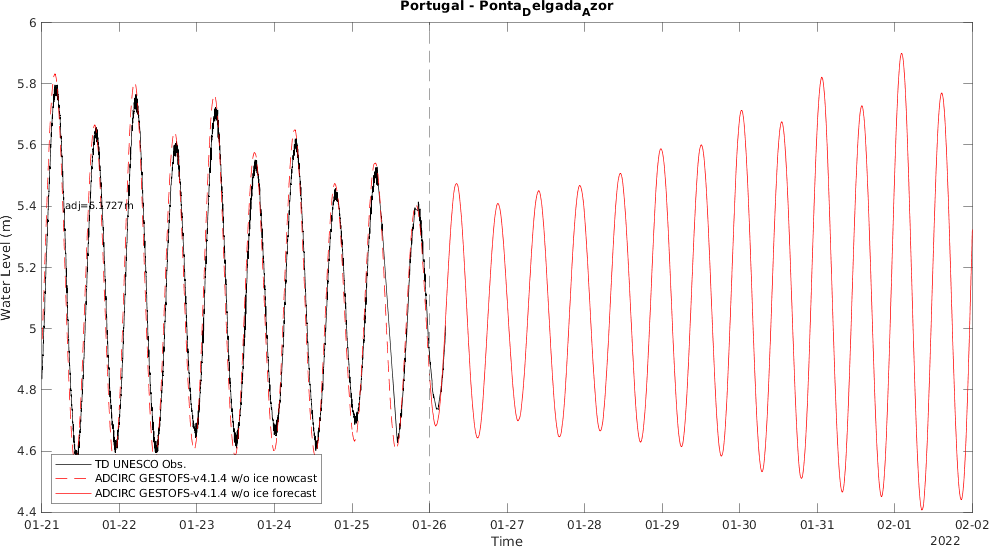 Portugal - PontaDelgadaAzor
6
5.8
5.6
5.4
5.2
5
4.8
4.6
4.4
Water Level (m)
adj=5.1727m
TD UNESCO Obs.
ADCIRC GESTOFS-v4.1.4 w/o ice nowcast
ADCIRC GESTOFS-v4.1.4 w/o ice forecast
01-21 01-22 01-23 01-24 01-25 01-26 01-27 01-28 01-29 01-30 01-31 02-01 02-02
Time
2022